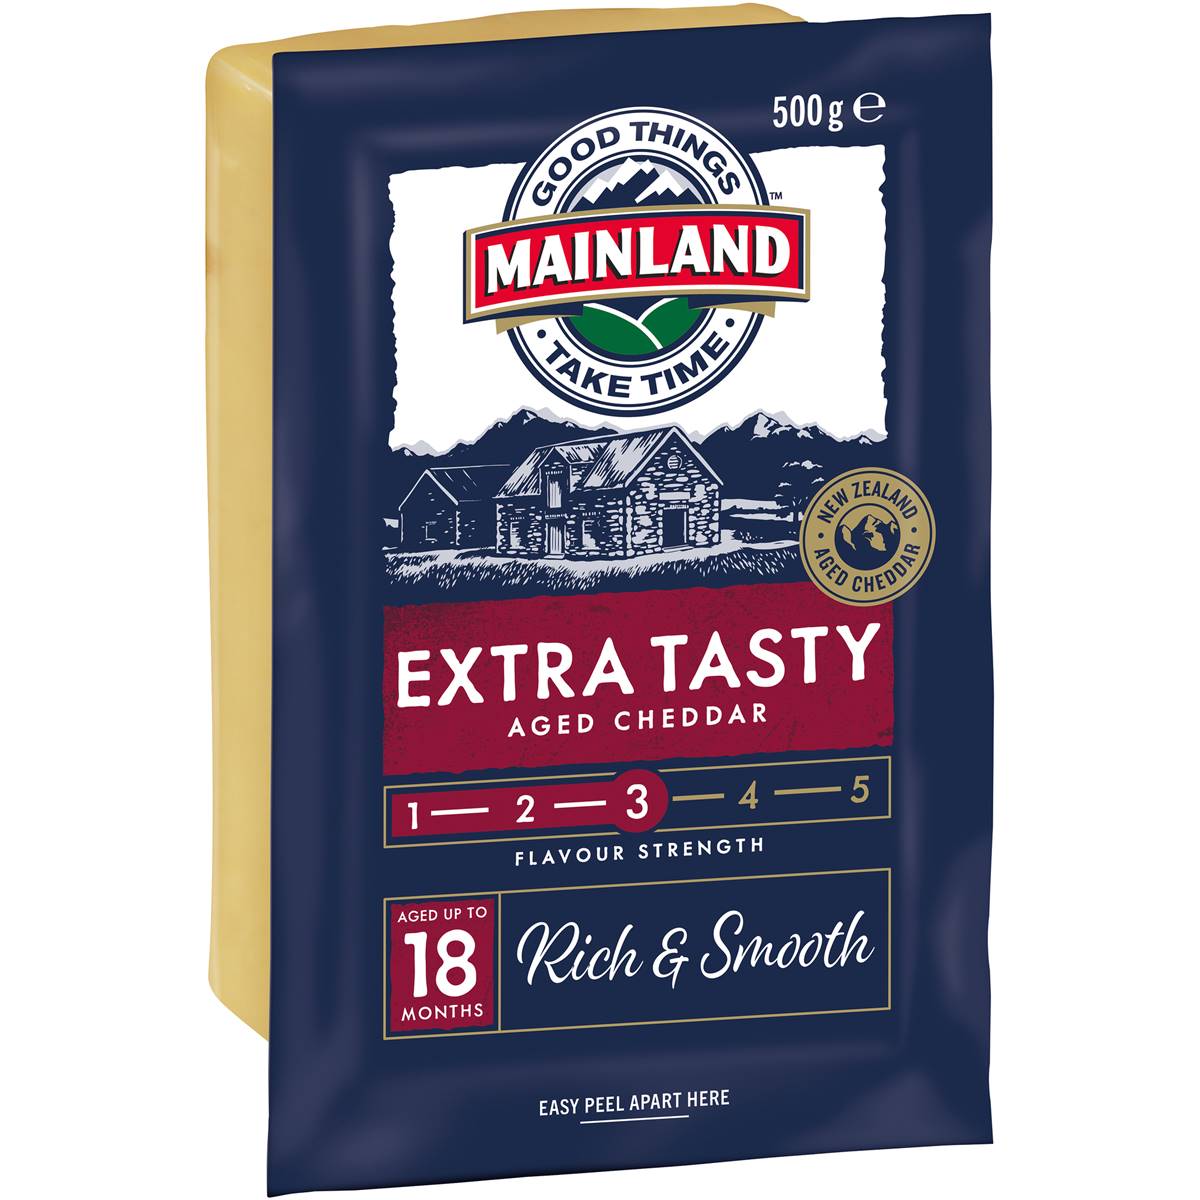 500g ℮
GOOD THINGS
MAINLAND
™
• TAKE TIME •
NEW ZEALAND
• AGED CHEDDAR •
EXTRA TASTY
AGED CHEDDAR
1 — 2 — 3 — 4 — 5
FLAVOUR STRENGTH
AGED UP TO
18
MONTHS
Rich & Smooth
EASY PEEL APART HERE